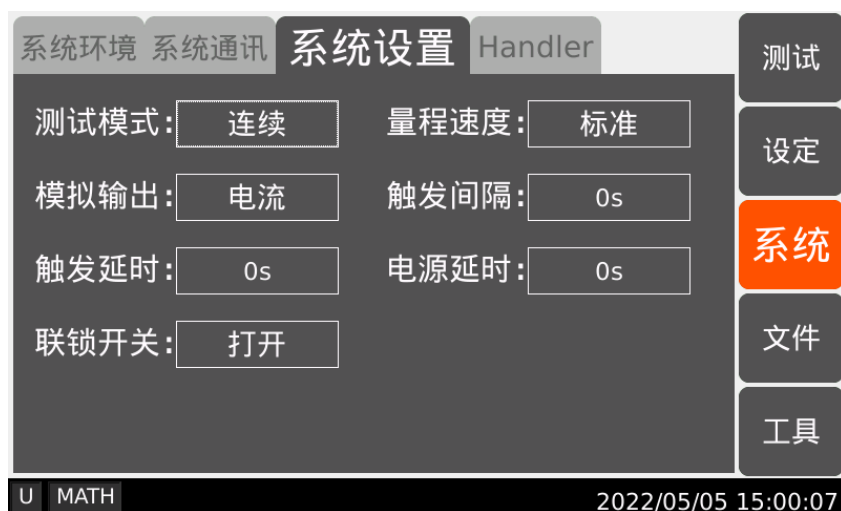 系统环境 系统通讯 系统设置 Handler
测试模式: 连续 量程速度: 标准
模拟输出: 电流 触发间隔: 0s
触发延时: 0s 电源延时: 0s
联锁开关: 打开
测试
设定
系统
文件
工具
U MATH 2022/05/05 15:00:07